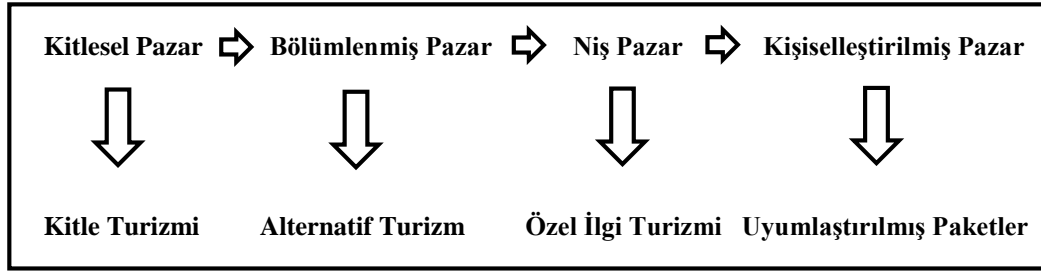 Kitlesel Pazar Bölümlenmiş Pazar Niş Pazar Kişiselleştirilmiş Pazar
Kitle Turizmi Alternatif Turizm Özel İlgi Turizmi Uyumlaştırılmış Paketler